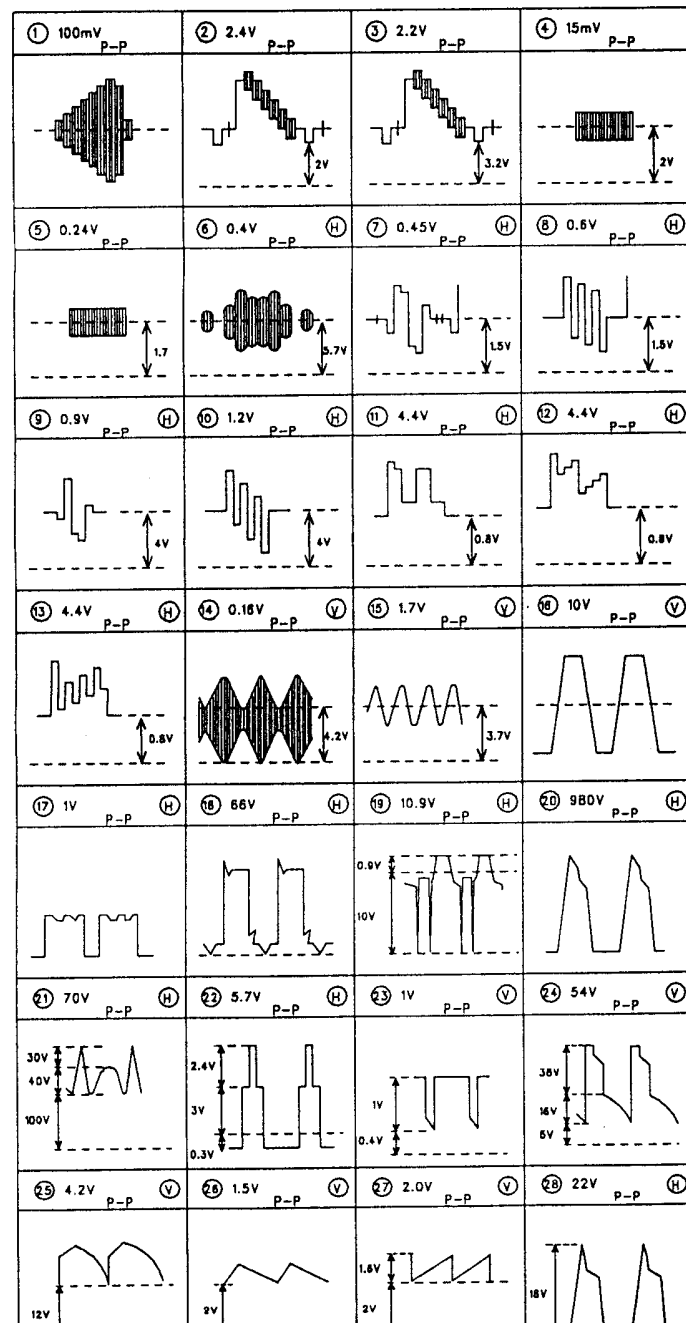 ① 100mV P-P
② 2.4V P-P
③ 2.2V P-P
④ 15mV P-P
2V
3.2V
2V
⑤ 0.24V P-P
⑥ 0.4V P-P Ⓗ
⑦ 0.45V P-P Ⓗ
⑧ 0.6V P-P Ⓗ
1.7
5.7V
1.5V
1.5V
⑨ 0.9V P-P Ⓗ
⑩ 1.2V P-P Ⓗ
⑪ 4.4V P-P Ⓗ
⑫ 4.4V P-P Ⓗ
4V
4V
0.8V
0.8V
⑬ 4.4V P-P Ⓗ
⑭ 0.16V P-P Ⓥ
⑮ 1.7V P-P Ⓥ
⑯ 10V P-P Ⓥ
0.8V
4.2V
3.7V
⑰ 1V P-P Ⓗ
⑱ 66V P-P Ⓗ
⑲ 10.9V P-P Ⓗ
⑳ 980V P-P Ⓗ
0.9V
10V
㉑ 70V P-P Ⓗ
㉒ 5.7V P-P Ⓗ
㉓ 1V P-P Ⓥ
㉔ 54V P-P Ⓥ
30V
40V
100V
2.4V
3V
0.3V
1V
0.4V
38V
16V
5V
㉕ 4.2V P-P Ⓥ
㉖ 1.5V P-P Ⓥ
㉗ 2.0V P-P Ⓥ
㉘ 22V P-P Ⓗ
12V
2V
1.6V
2V
18V